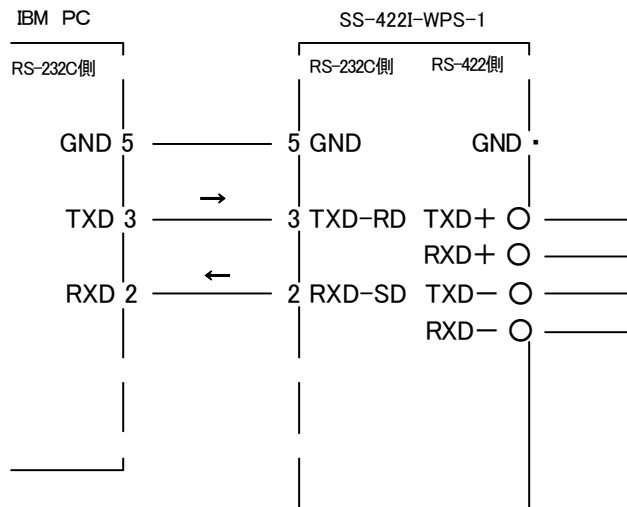 IBM PC
SS-422I-WPS-1
RS-232C側
RS-232C側 RS-422側
GND 5
5 GND
GND
→
TXD 3
3 TXD-RD
TXD+
RXD+
←
RXD 2
2 RXD-SD
TXD-
RXD-